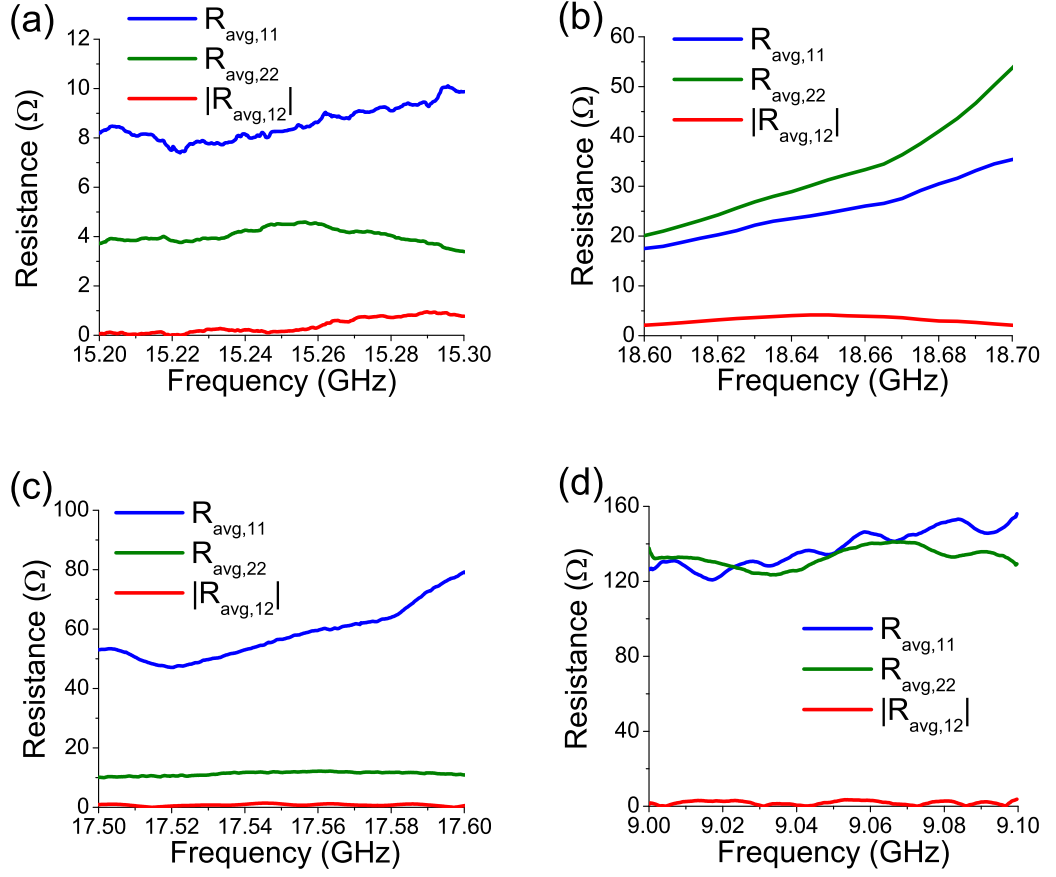 (a)
R_avg,11
R_avg,22
|R_avg,12|
Resistance (Ω)
12
10
8
6
4
2
0
15.20 15.22 15.24 15.26 15.28 15.30
Frequency (GHz)
(b)
R_avg,11
R_avg,22
|R_avg,12|
Resistance (Ω)
60
50
40
30
20
10
0
18.60 18.62 18.64 18.66 18.68 18.70
Frequency (GHz)
(c)
R_avg,11
R_avg,22
|R_avg,12|
Resistance (Ω)
100
80
60
40
20
0
17.50 17.52 17.54 17.56 17.58 17.60
Frequency (GHz)
(d)
R_avg,11
R_avg,22
|R_avg,12|
Resistance (Ω)
160
120
80
40
0
9.00 9.02 9.04 9.06 9.08 9.10
Frequency (GHz)